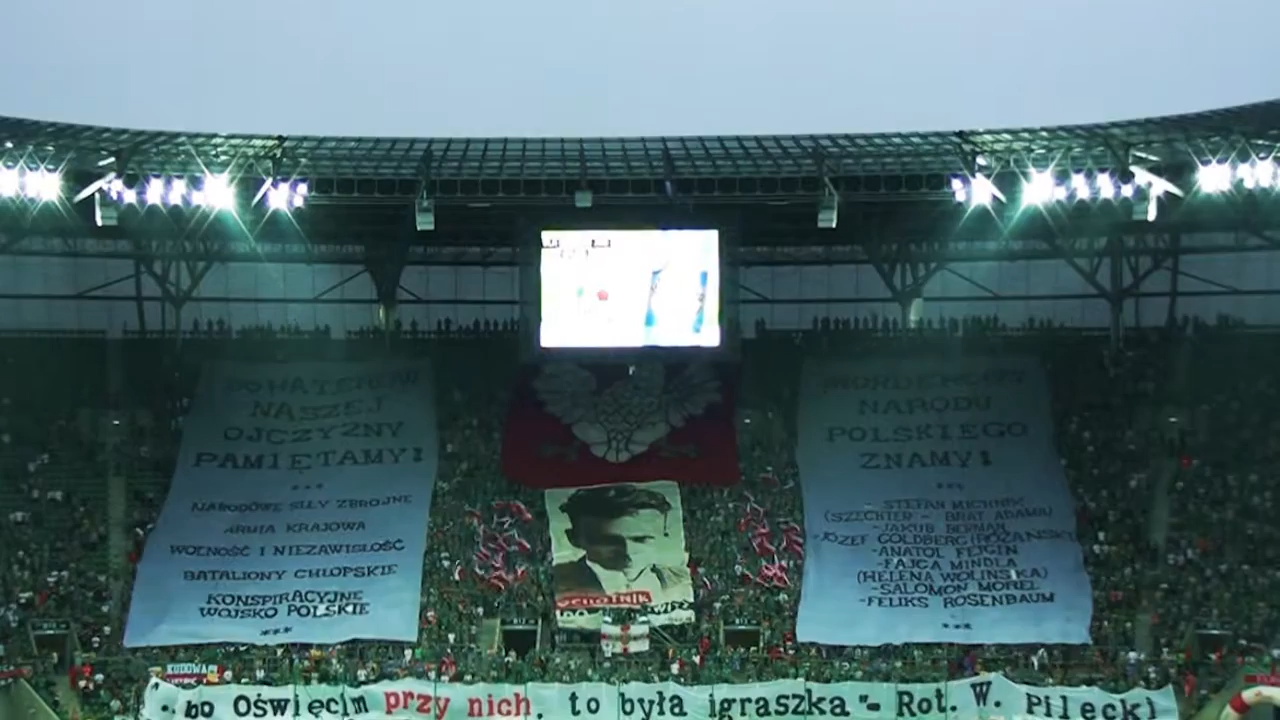 BOHATERÓW
NASZEJ
OJCZYZNY
PAMIĘTAMY!
***
NARODOWE SIŁY ZBROJNE
ARMIA KRAJOWA
WOLNOŚĆ I NIEZAWISŁOŚĆ
BATALIONY CHŁOPSKIE
KONSPIRACYJNE
WOJSKO POLSKIE
***
OCHOTNIK
MORDERCÓW
NARODU
POLSKIEGO
ZNAMY!
***
- STEFAN MICHNIK
(SZECHTER - BRAT ADAMA)
- JAKUB BERMAN
- JÓZEF GOLDBERG (RÓŻAŃSKI)
-ANATOL FEJGIN
-FAJGA MINDLA
(HELENA WOLIŃSKA)
-SALOMON MOREL
-FELIKS ROSENBAUM
***
KUDOWA
"bo Oświęcim przy nich, to była igraszka"- Rot. W. Pilecki